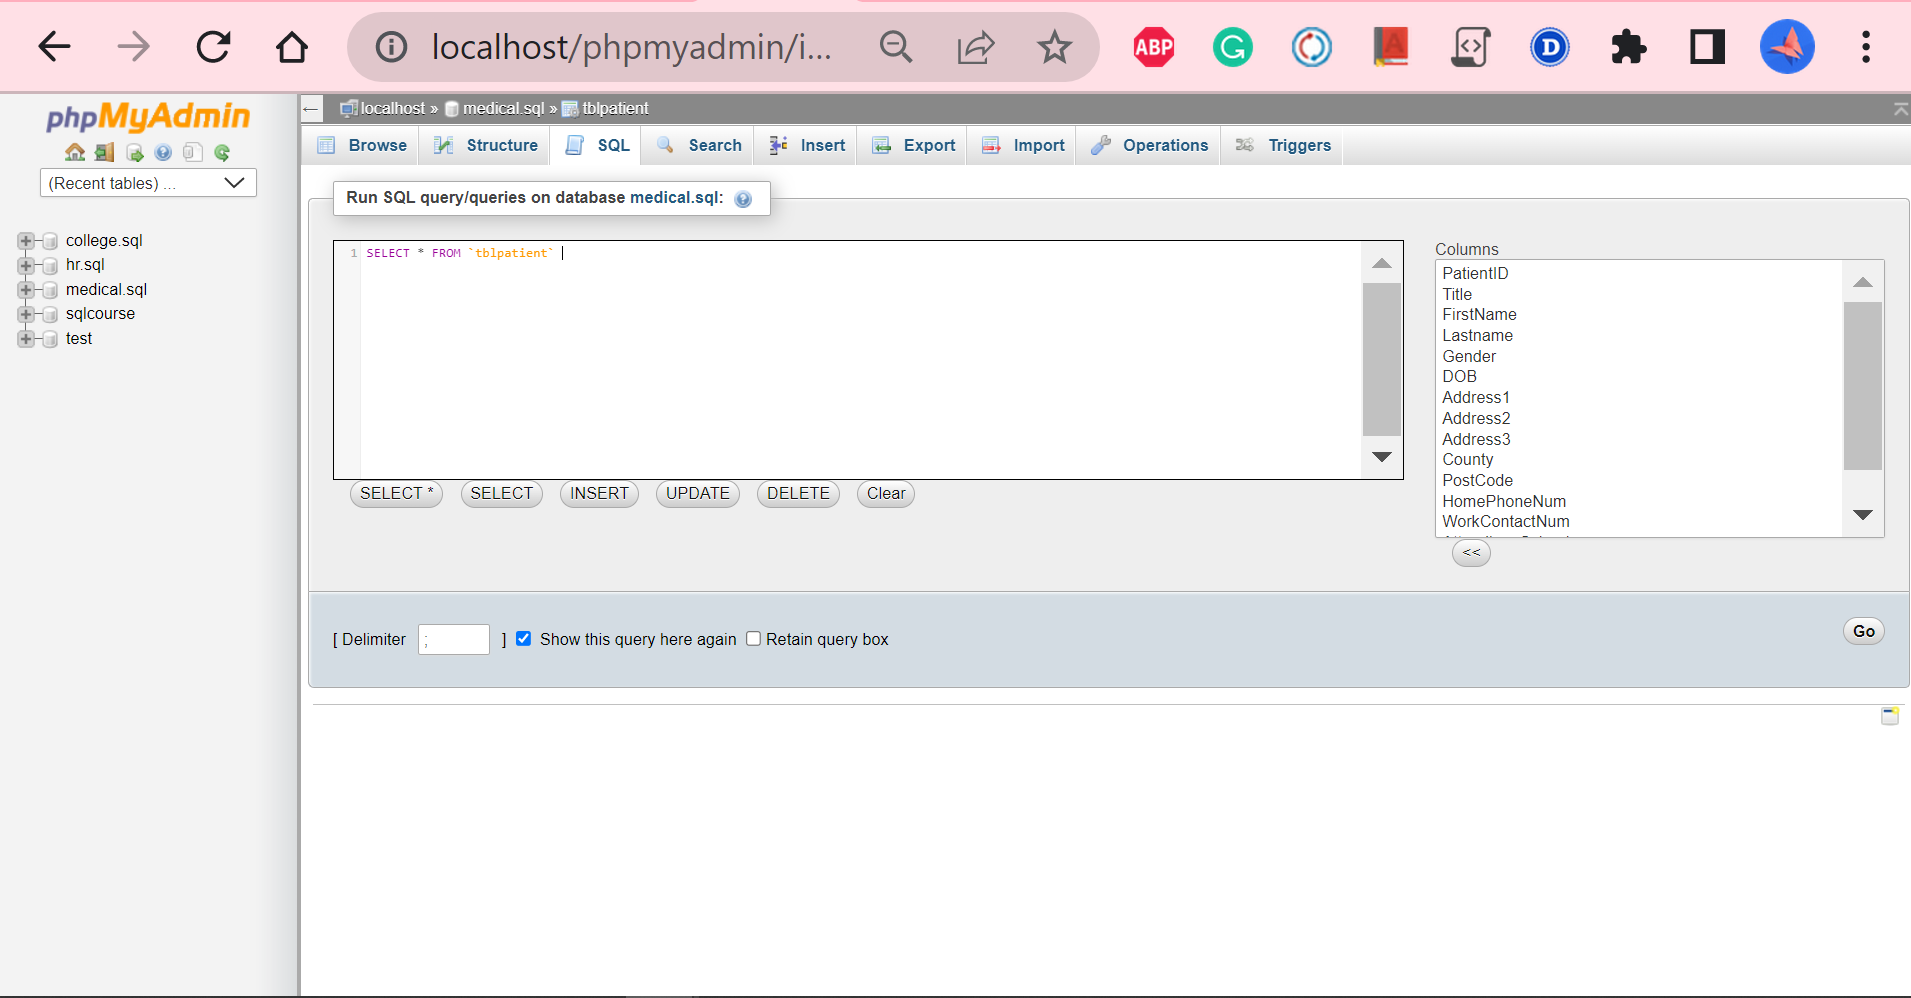 localhost/phpmyadmin/i...
ABP
G
A
D
phpMyAdmin
(Recent tables) ...
college.sql
hr.sql
medical.sql
sqlcourse
test
localhost » medical.sql » tblpatient
Browse Structure SQL Search Insert Export Import Operations Triggers
Run SQL query/queries on database medical.sql:
1 SELECT * FROM `tblpatient`
SELECT * SELECT INSERT UPDATE DELETE Clear
Columns
PatientID
Title
FirstName
Lastname
Gender
DOB
Address1
Address2
Address3
County
PostCode
HomePhoneNum
WorkContactNum
<<
[ Delimiter ; ] Show this query here again Retain query box
Go